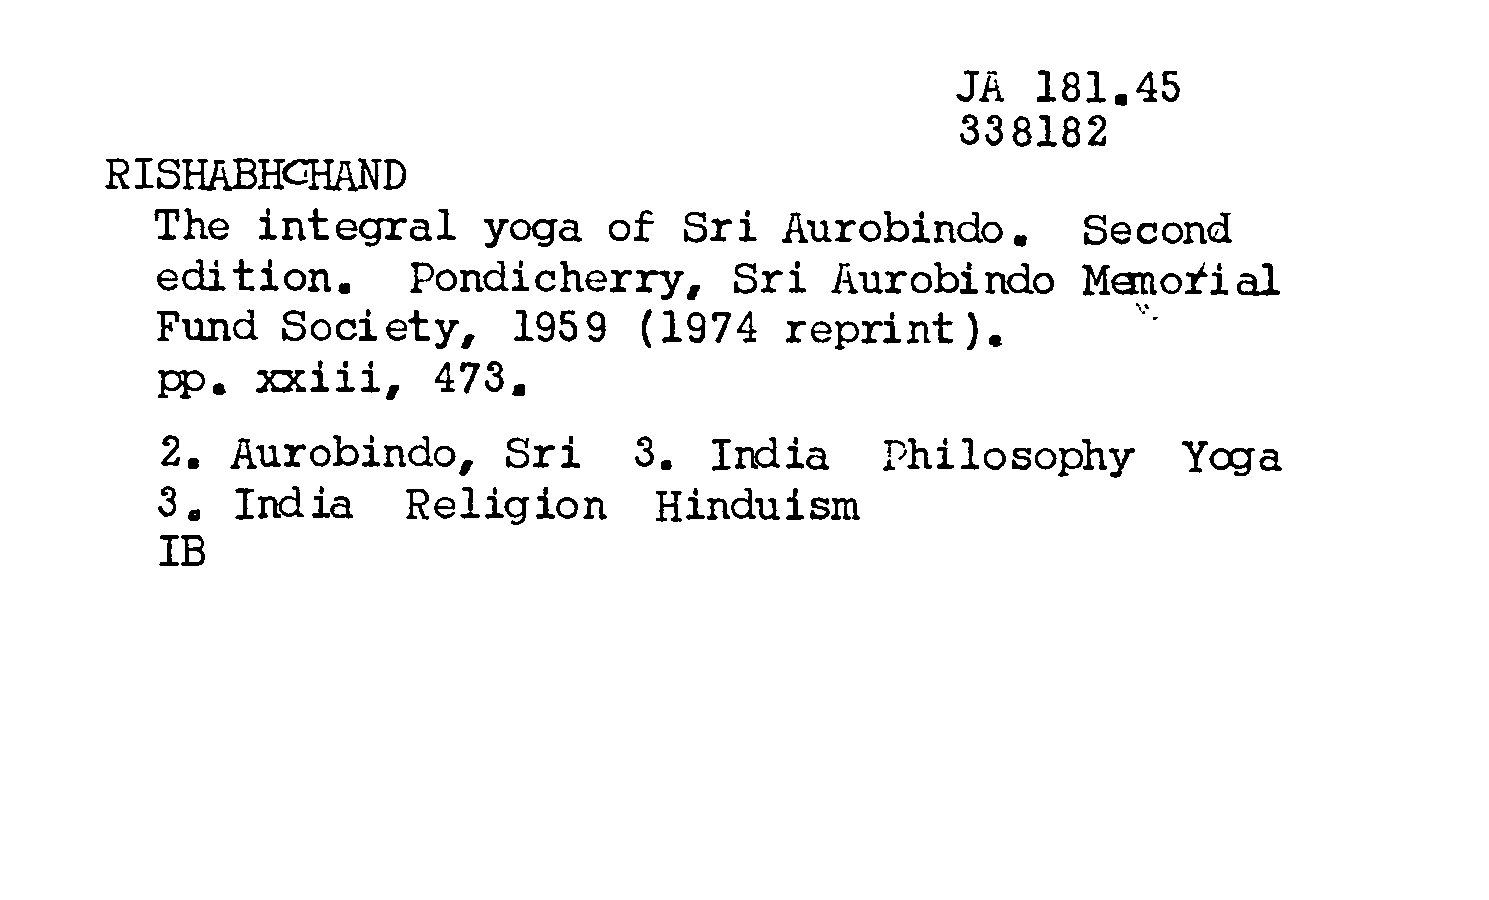 JA 181.45
338182
RISHABHCHAND
The integral yoga of Sri Aurobindo. Second
edition. Pondicherry, Sri Aurobindo Memorial
Fund Society, 1959 (1974 reprint).
pp. xxiii, 473.
2. Aurobindo, Sri 3. India Philosophy Yoga
3. India Religion Hinduism
IB